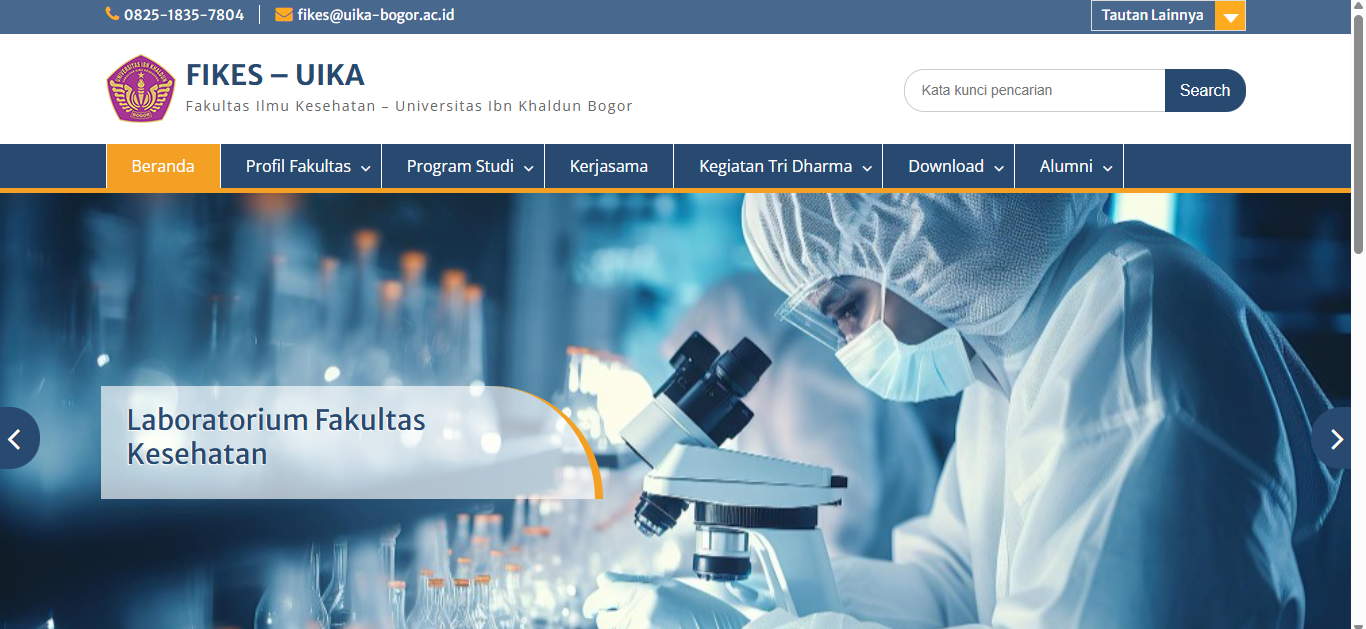 0825-1835-7804
fikes@uika-bogor.ac.id
Tautan Lainnya
UNIVERSITAS IBN KHALDUN
BOGOR
FIKES – UIKA
Fakultas Ilmu Kesehatan – Universitas Ibn Khaldun Bogor
Kata kunci pencarian
Search
Beranda
Profil Fakultas
Program Studi
Kerjasama
Kegiatan Tri Dharma
Download
Alumni
Laboratorium Fakultas
Kesehatan